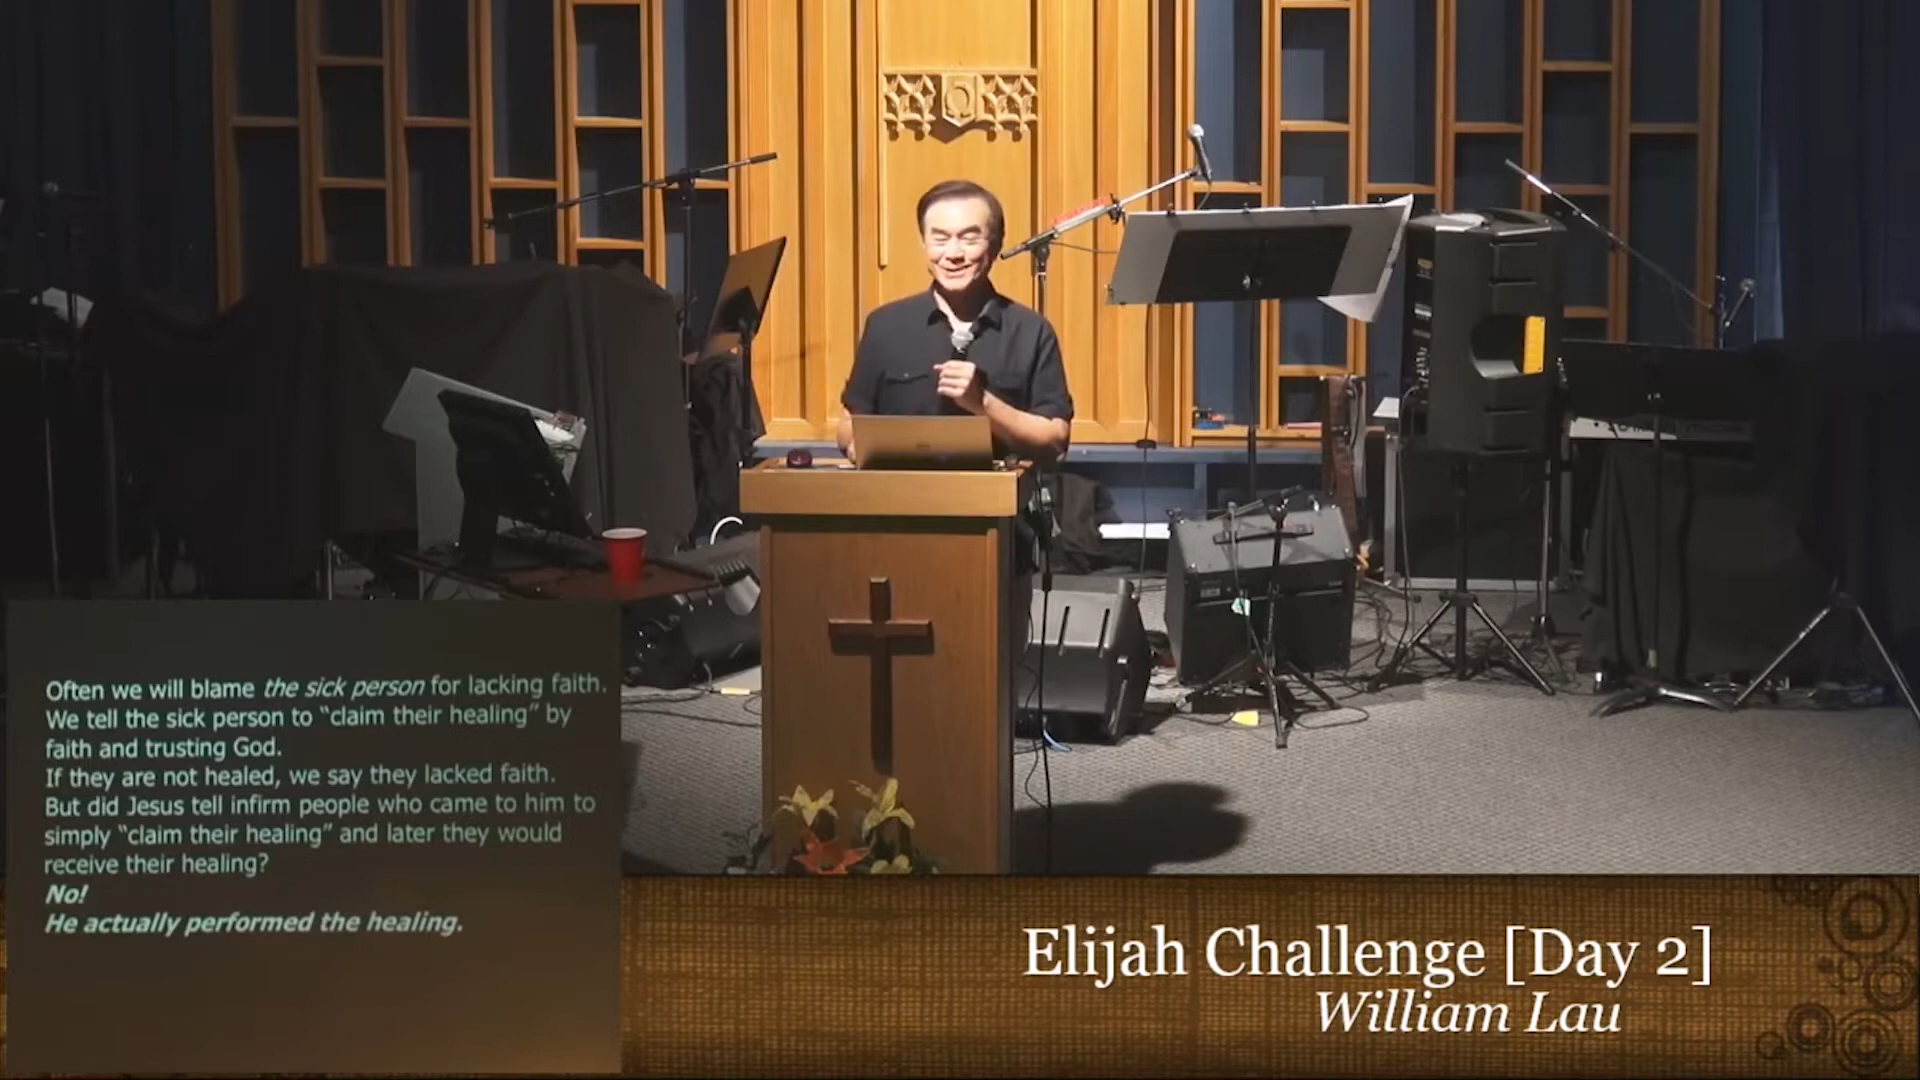 Often we will blame the sick person for lacking faith.
We tell the sick person to “claim their healing” by
faith and trusting God.
If they are not healed, we say they lacked faith.
But did Jesus tell infirm people who came to him to
simply “claim their healing” and later they would
receive their healing?
No!
He actually performed the healing.
Elijah Challenge [Day 2]
William Lau